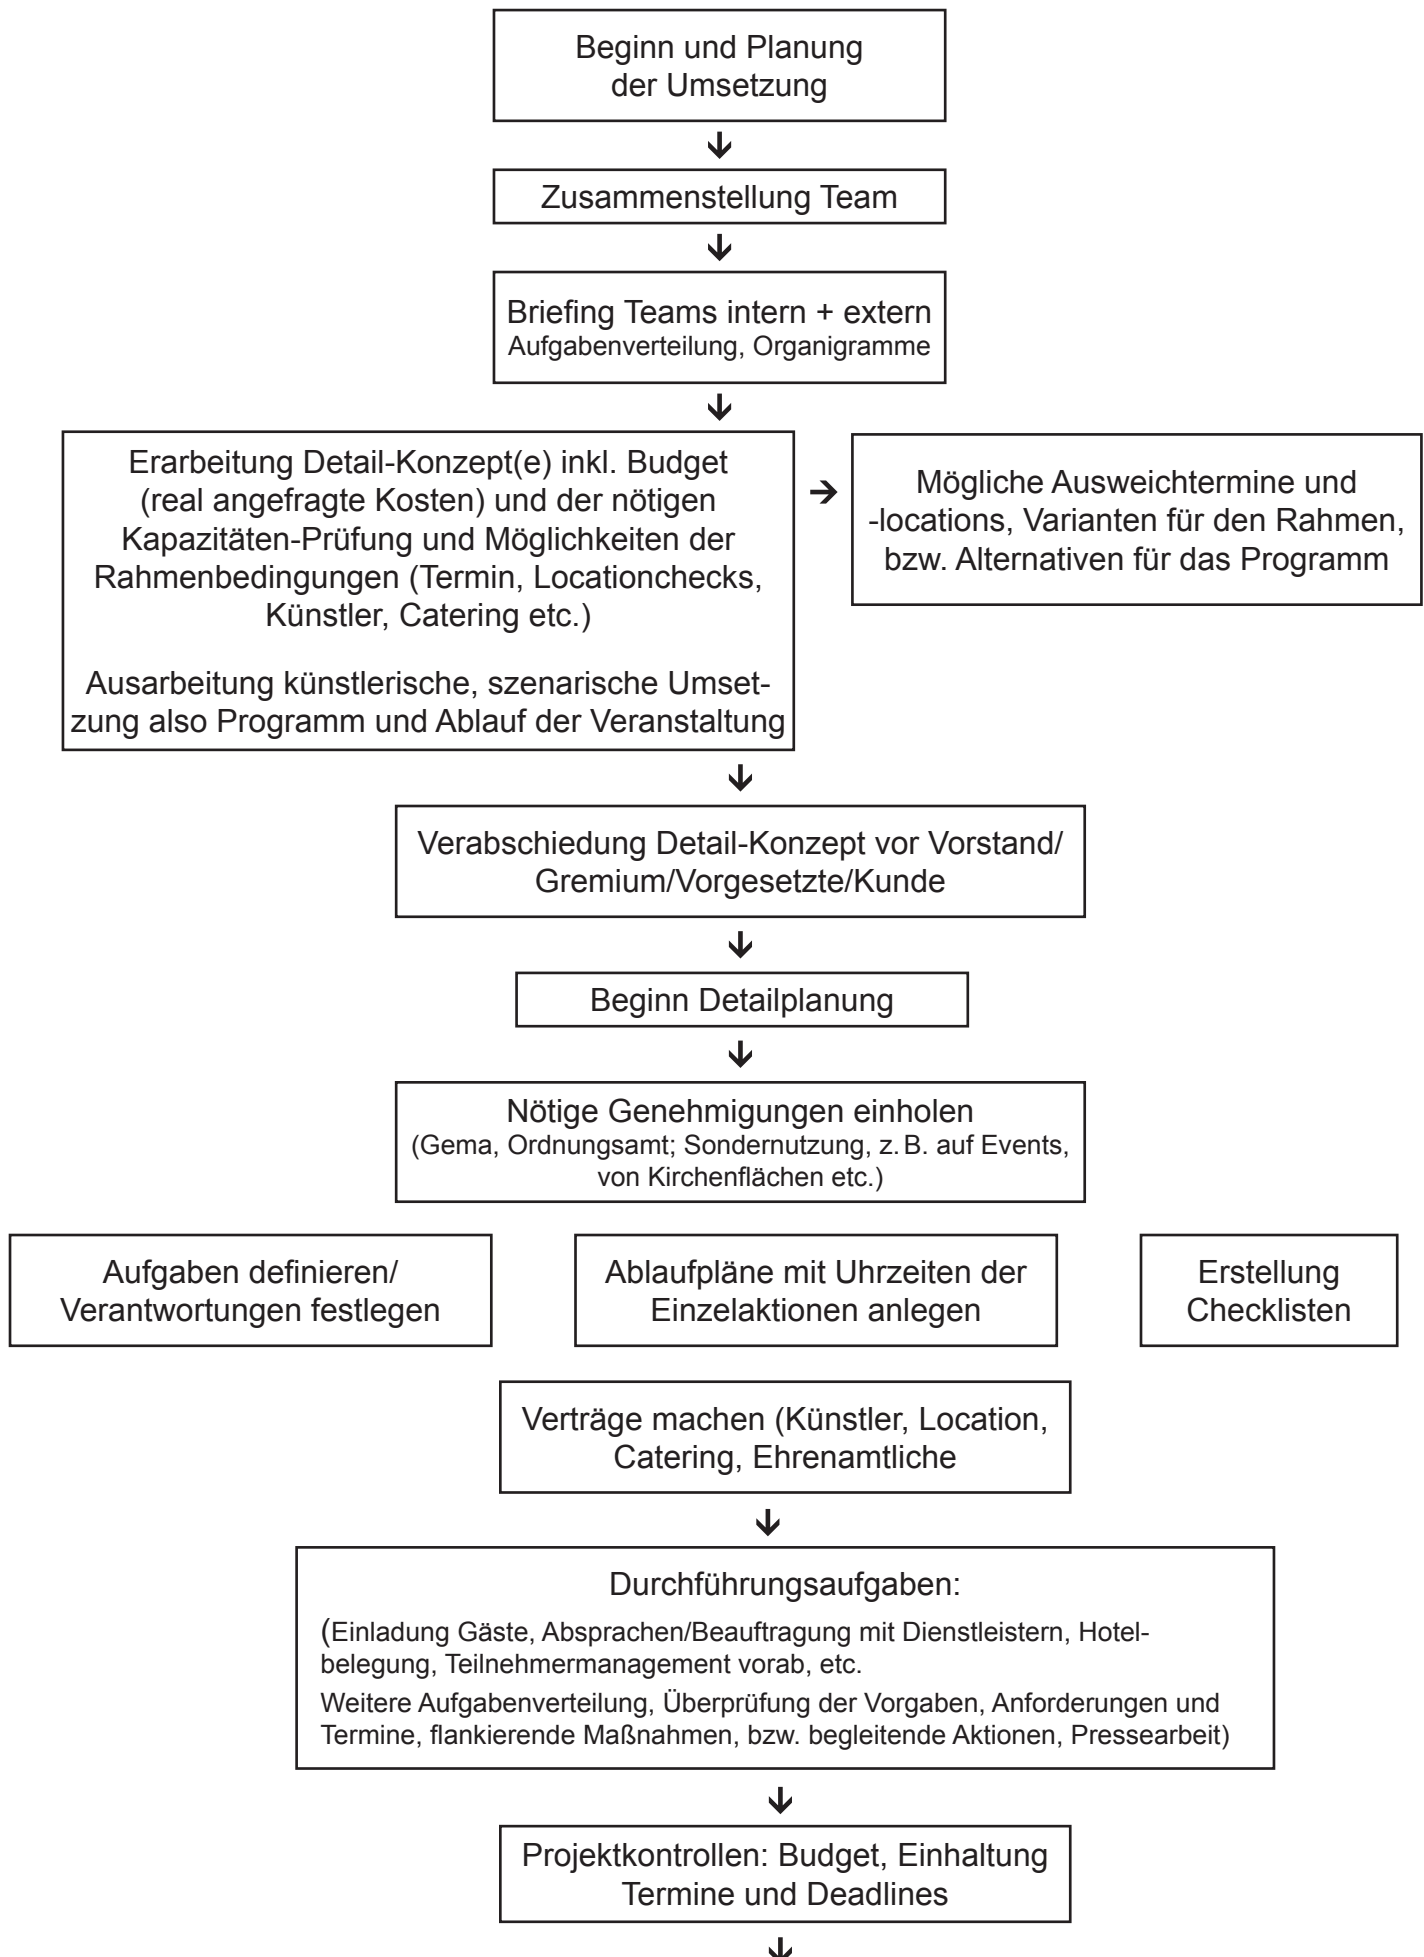 Beginn und Planung
der Umsetzung
Zusammenstellung Team
Briefing Teams intern + extern
Aufgabenverteilung, Organigramme
Erarbeitung Detail-Konzept(e) inkl. Budget
(real angefragte Kosten) und der nötigen
Kapazitäten-Prüfung und Möglichkeiten der
Rahmenbedingungen (Termin, Locationchecks,
Künstler, Catering etc.)
Ausarbeitung künstlerische, szenarische Umset-
zung also Programm und Ablauf der Veranstaltung
Mögliche Ausweichtermine und
-locations, Varianten für den Rahmen,
bzw. Alternativen für das Programm
Verabschiedung Detail-Konzept vor Vorstand/
Gremium/Vorgesetzte/Kunde
Beginn Detailplanung
Nötige Genehmigungen einholen
(Gema, Ordnungsamt; Sondernutzung, z. B. auf Events,
von Kirchenflächen etc.)
Aufgaben definieren/
Verantwortungen festlegen
Ablaufpläne mit Uhrzeiten der
Einzelaktionen anlegen
Erstellung
Checklisten
Verträge machen (Künstler, Location,
Catering, Ehrenamtliche
Durchführungsaufgaben:
(Einladung Gäste, Absprachen/Beauftragung mit Dienstleistern, Hotel-
belegung, Teilnehmermanagement vorab, etc.
Weitere Aufgabenverteilung, Überprüfung der Vorgaben, Anforderungen und
Termine, flankierende Maßnahmen, bzw. begleitende Aktionen, Pressearbeit)
Projektkontrollen: Budget, Einhaltung
Termine und Deadlines